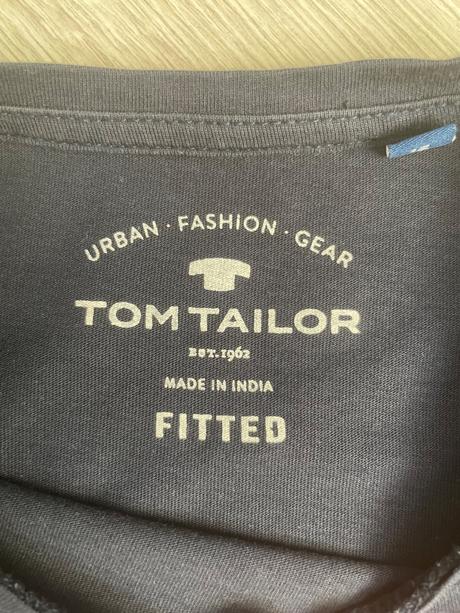 URBAN · FASHION · GEAR
TOM TAILOR
EST. 1962
MADE IN INDIA
FITTED